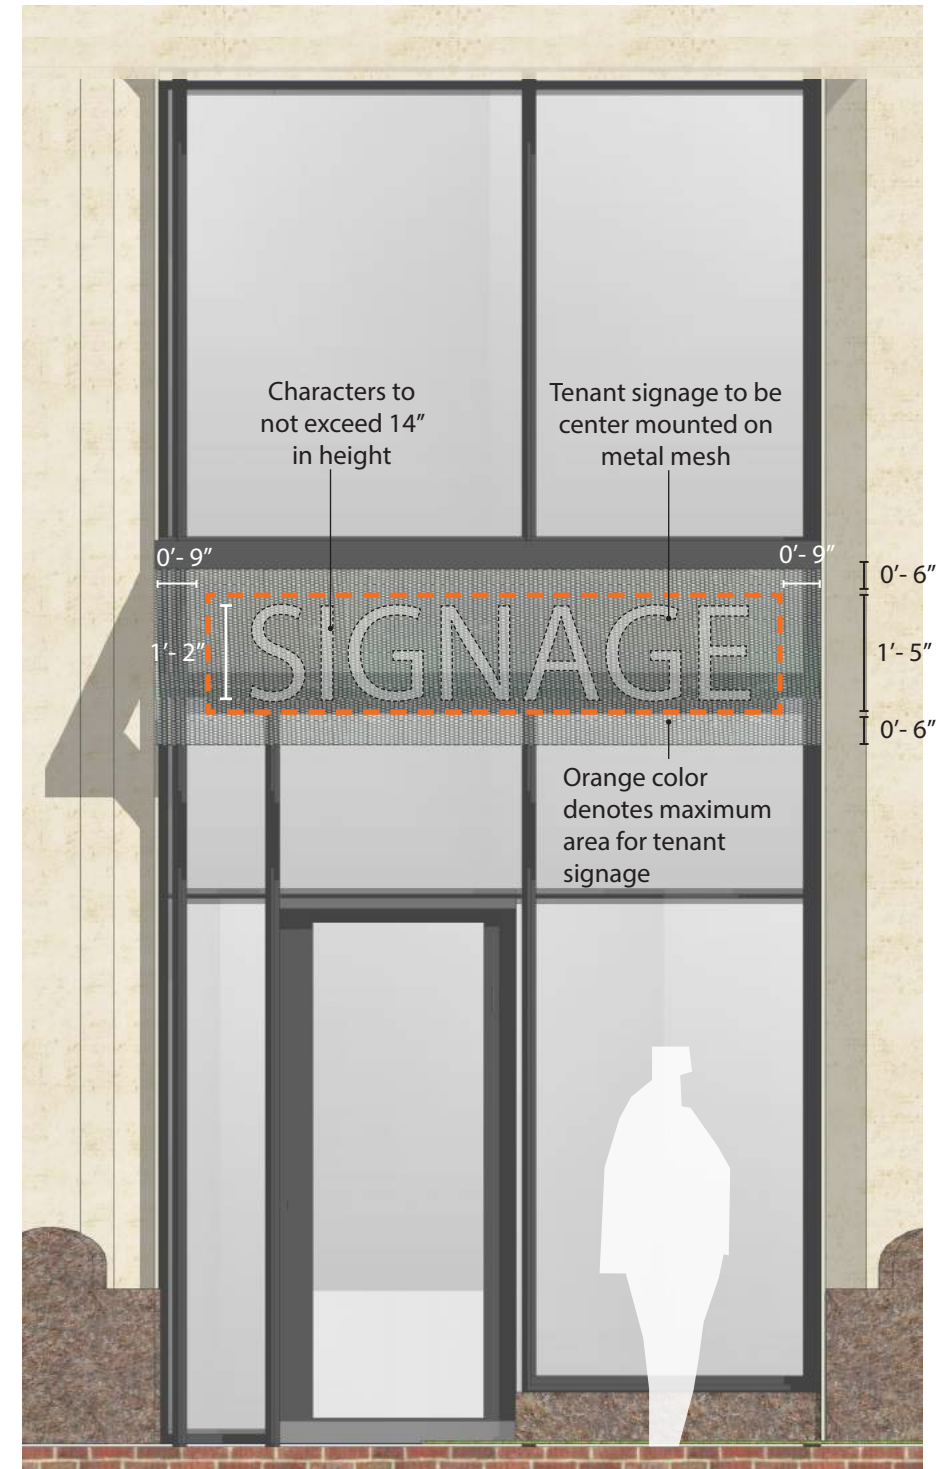 Characters to
not exceed 14”
in height
Tenant signage to be
center mounted on
metal mesh
0’- 9”
0’- 9”
0’- 6”
SIGNAGE
1’- 2”
1’- 5”
0’- 6”
Orange color
denotes maximum
area for tenant
signage